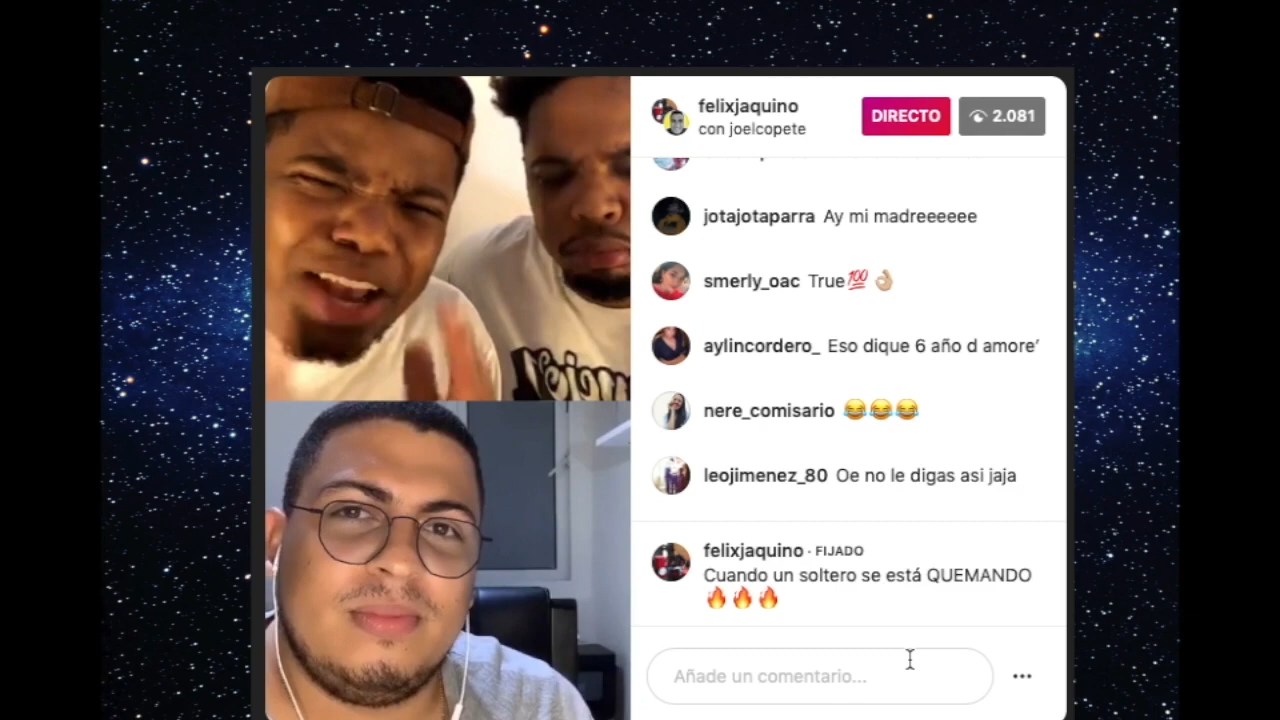 felixjaquino
con joelcopete
DIRECTO
2.081
jotajotaparra Ay mi madreeeeee
smerly_oac True💯👌🏼
aylincordero_ Eso dique 6 año d amore’
nere_comisario 😂😂😂
leojimenez_80 Oe no le digas asi jaja
felixjaquino · FIJADO
Cuando un soltero se está QUEMANDO
🔥🔥🔥
Añade un comentario...